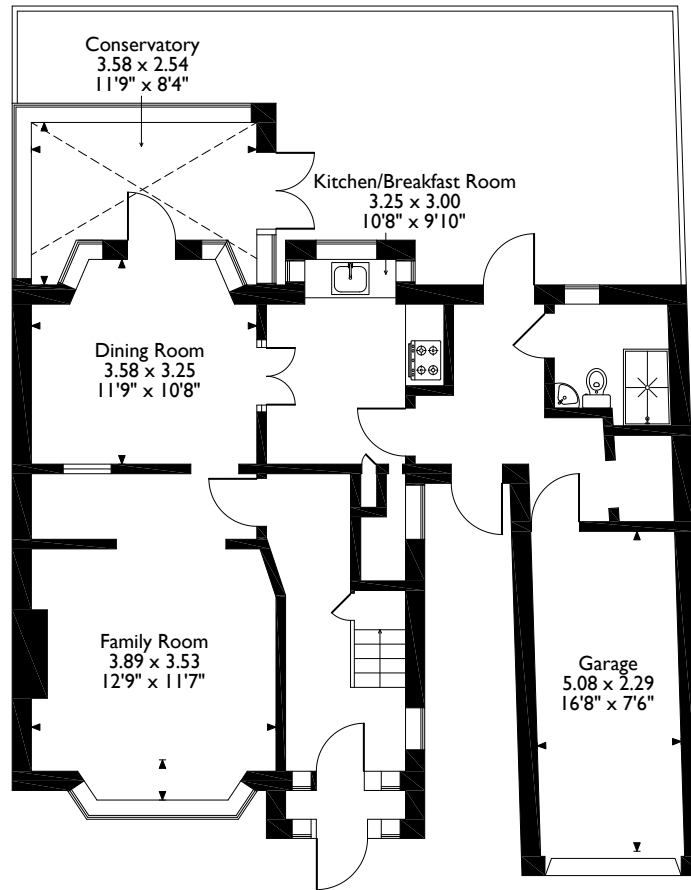 Conservatory
3.58 x 2.54
11'9" x 8'4"
Kitchen/Breakfast Room
3.25 x 3.00
10'8" x 9'10"
Dining Room
3.58 x 3.25
11'9" x 10'8"
Family Room
3.89 x 3.53
12'9" x 11'7"
Garage
5.08 x 2.29
16'8" x 7'6"